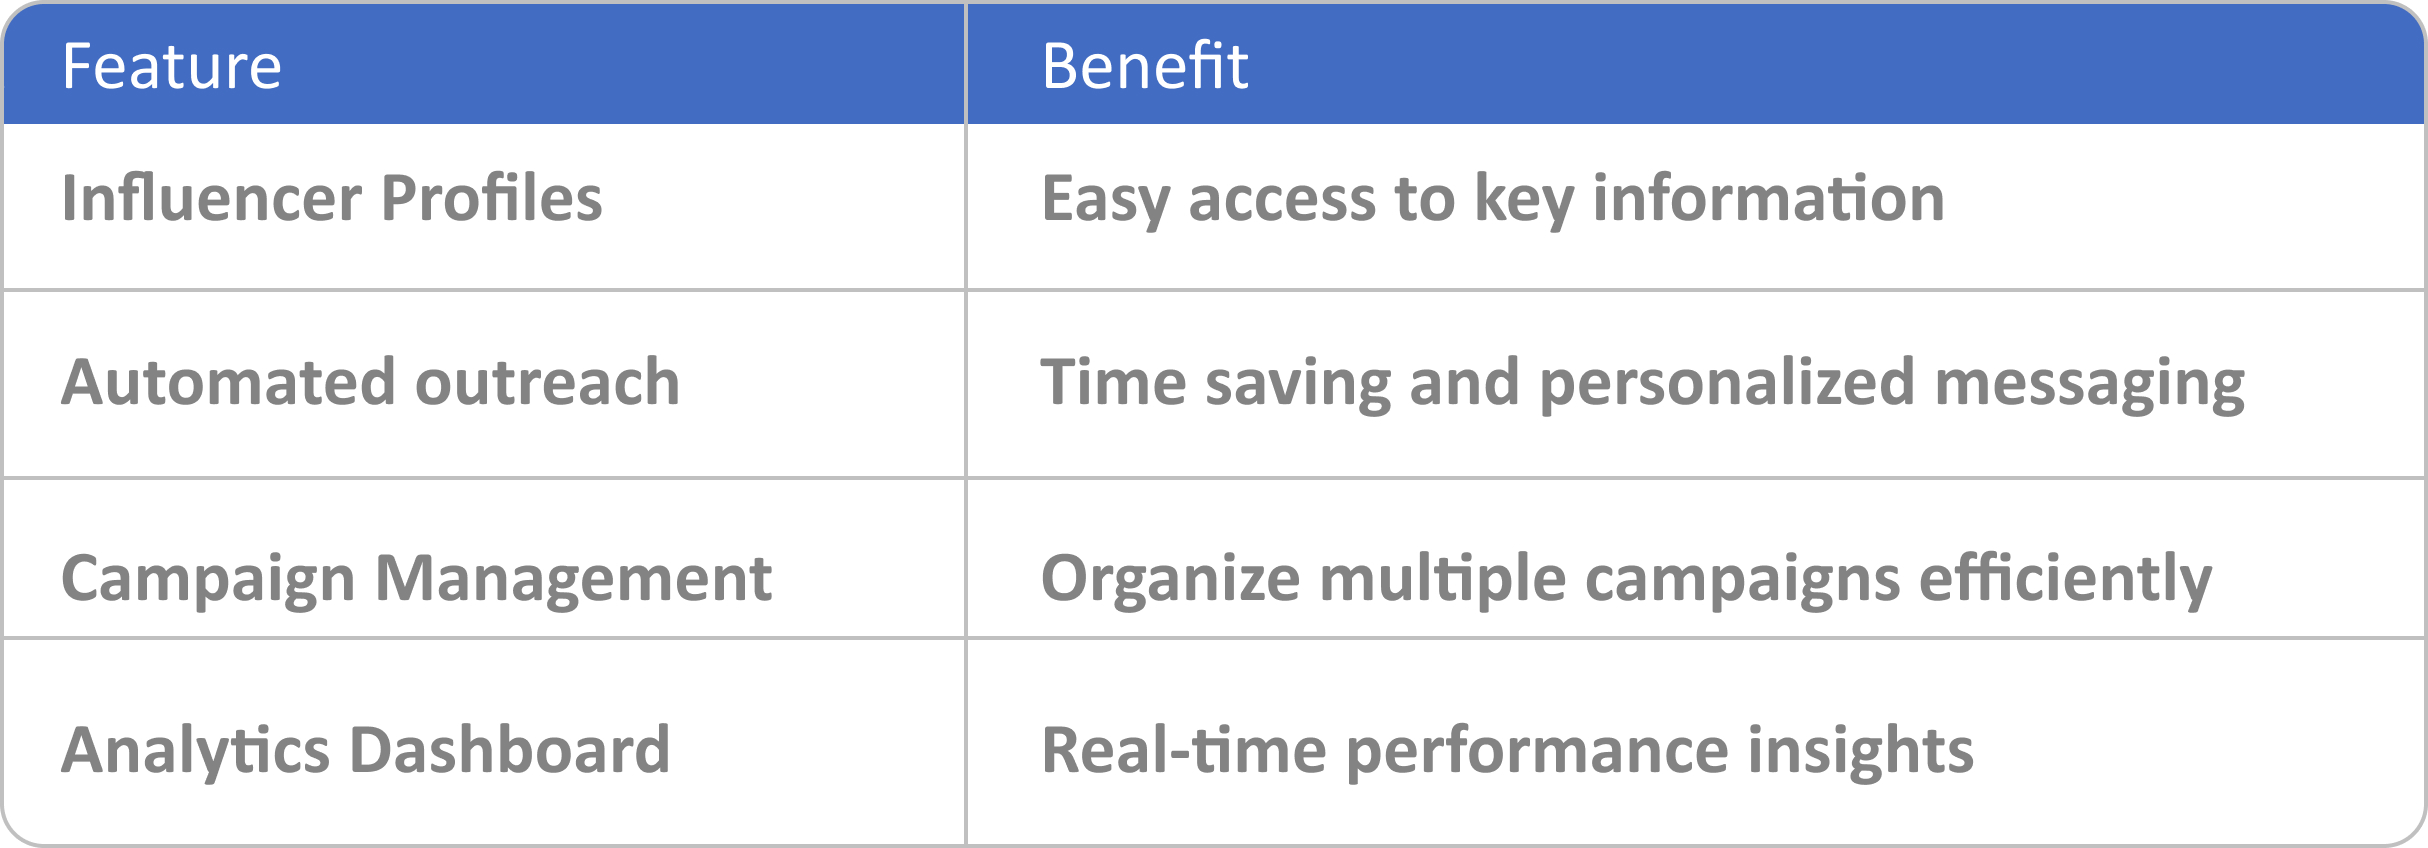 Feature
Benefit
Influencer Profiles
Easy access to key information
Automated outreach
Time saving and personalized messaging
Campaign Management
Organize multiple campaigns efficiently
Analytics Dashboard
Real-time performance insights